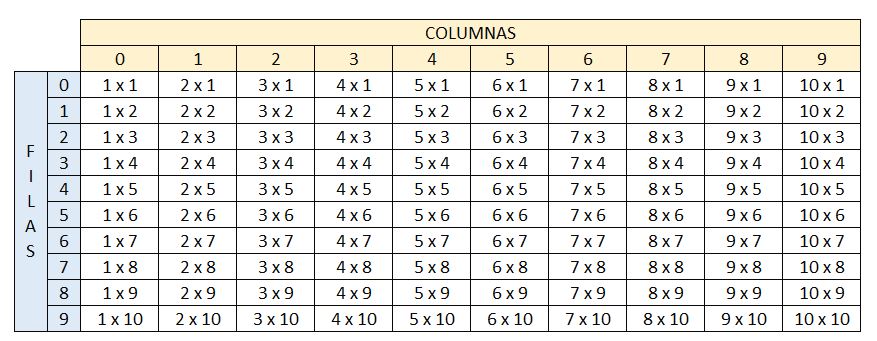 COLUMNAS
0 1 2 3 4 5 6 7 8 9
FILAS
0 1 x 1 2 x 1 3 x 1 4 x 1 5 x 1 6 x 1 7 x 1 8 x 1 9 x 1 10 x 1
1 1 x 2 2 x 2 3 x 2 4 x 2 5 x 2 6 x 2 7 x 2 8 x 2 9 x 2 10 x 2
2 1 x 3 2 x 3 3 x 3 4 x 3 5 x 3 6 x 3 7 x 3 8 x 3 9 x 3 10 x 3
3 1 x 4 2 x 4 3 x 4 4 x 4 5 x 4 6 x 4 7 x 4 8 x 4 9 x 4 10 x 4
4 1 x 5 2 x 5 3 x 5 4 x 5 5 x 5 6 x 5 7 x 5 8 x 5 9 x 5 10 x 5
5 1 x 6 2 x 6 3 x 6 4 x 6 5 x 6 6 x 6 7 x 6 8 x 6 9 x 6 10 x 6
6 1 x 7 2 x 7 3 x 7 4 x 7 5 x 7 6 x 7 7 x 7 8 x 7 9 x 7 10 x 7
7 1 x 8 2 x 8 3 x 8 4 x 8 5 x 8 6 x 8 7 x 8 8 x 8 9 x 8 10 x 8
8 1 x 9 2 x 9 3 x 9 4 x 9 5 x 9 6 x 9 7 x 9 8 x 9 9 x 9 10 x 9
9 1 x 10 2 x 10 3 x 10 4 x 10 5 x 10 6 x 10 7 x 10 8 x 10 9 x 10 10 x 10